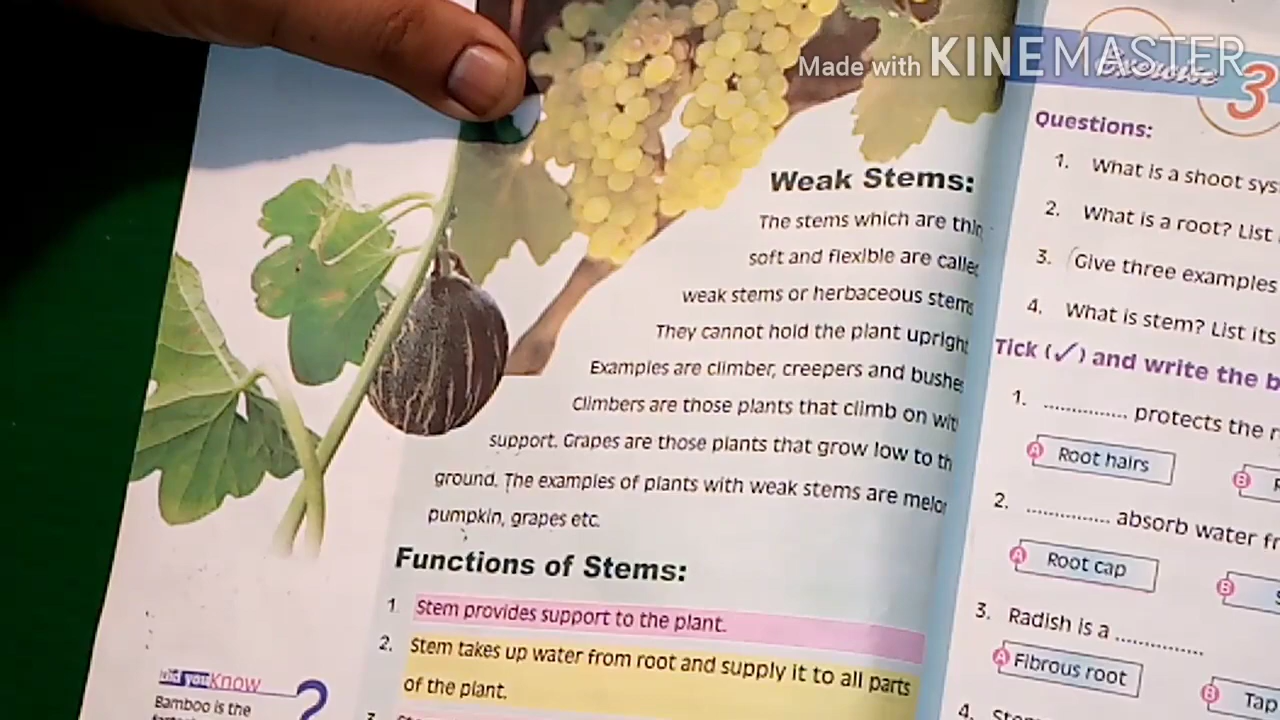 Made with KINEMASTER
Weak Stems:
The stems which are thin
soft and flexible are called
weak stems or herbaceous stems
They cannot hold the plant upright
Examples are climber, creepers and bushes
Climbers are those plants that climb on with
support. Grapes are those plants that grow low to th
ground. The examples of plants with weak stems are melon
pumpkin, grapes etc.
Functions of Stems:
1. Stem provides support to the plant.
2. Stem takes up water from root and supply it to all parts
of the plant.
3.
Did you Know ?
Bamboo is the
Exercise 3
Questions:
1. What is a shoot sys
2. What is a root? List
3. Give three examples
4. What is stem? List its
Tick (✓) and write the b
1. .............. protects the r
A Root hairs
B
2. .............. absorb water fr
A Root cap
B
3. Radish is a ..............
A Fibrous root
B Tap
4.